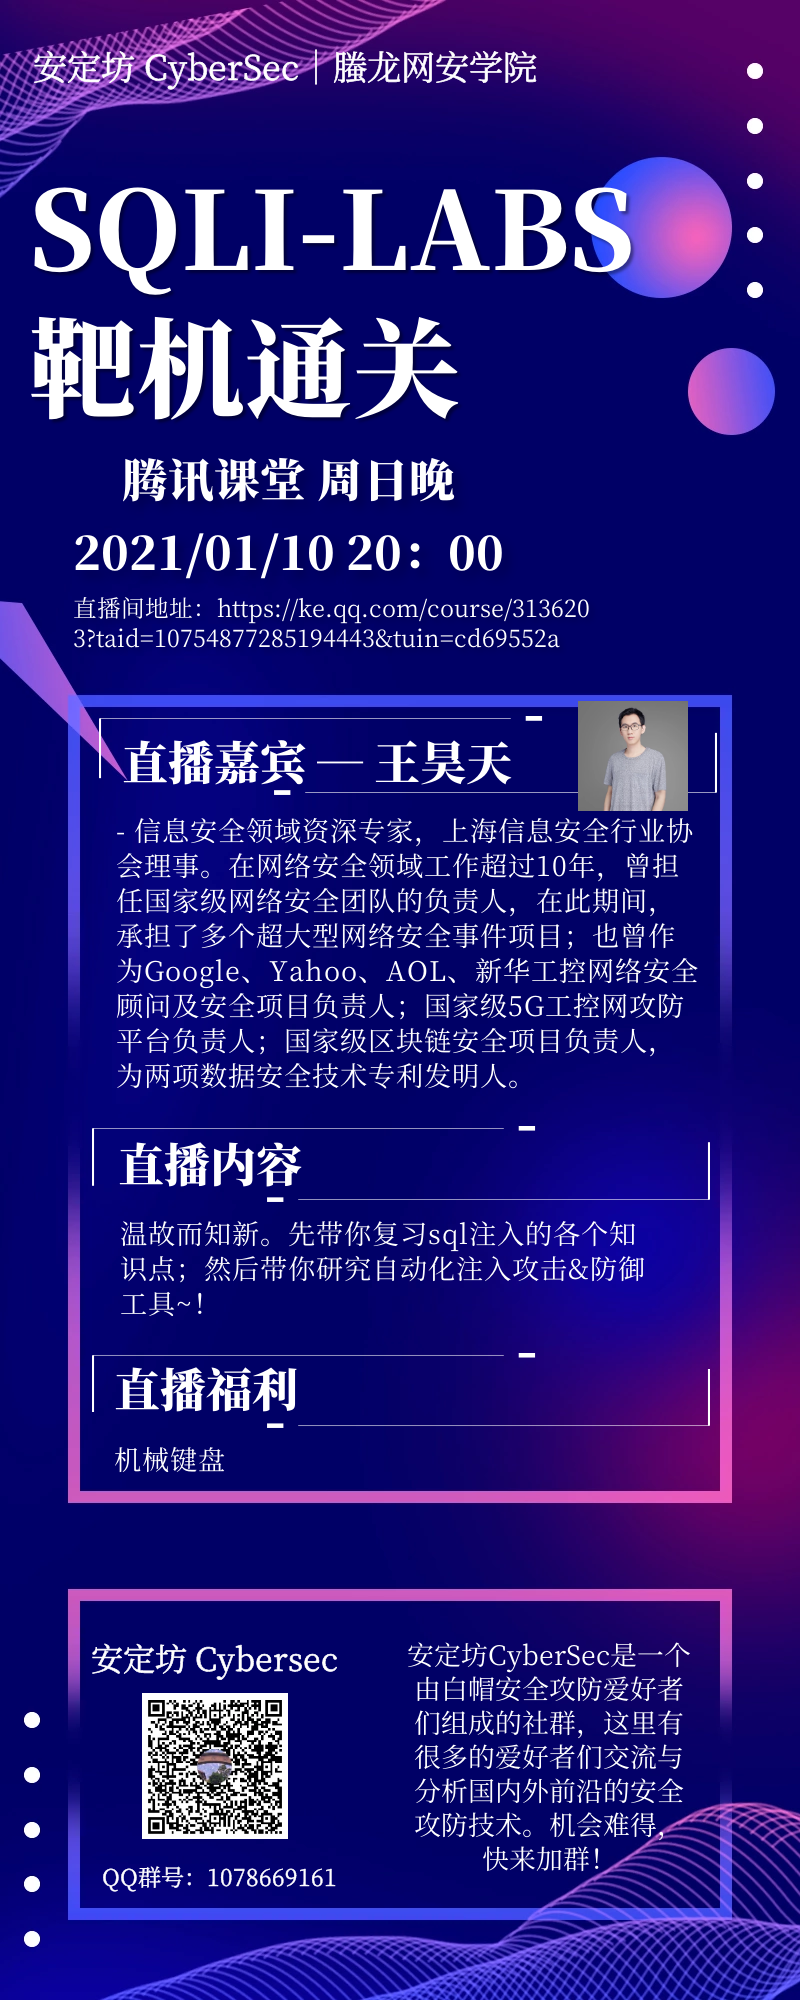 安定坊 CyberSec｜螣龙网安学院
SQLI-LABS
靶机通关
腾讯课堂 周日晚
2021/01/10 20：00
直播间地址：https://ke.qq.com/course/313620
3?taid=10754877285194443&tuin=cd69552a
直播嘉宾 — 王昊天
- 信息安全领域资深专家，上海信息安全行业协
会理事。在网络安全领域工作超过10年，曾担
任国家级网络安全团队的负责人，在此期间，
承担了多个超大型网络安全事件项目；也曾作
为Google、Yahoo、AOL、新华工控网络安全
顾问及安全项目负责人；国家级5G工控网攻防
平台负责人；国家级区块链安全项目负责人，
为两项数据安全技术专利发明人。
直播内容
温故而知新。先带你复习sql注入的各个知
识点；然后带你研究自动化注入攻击&防御
工具~！
直播福利
机械键盘
安定坊 Cybersec
QQ群号：1078669161
安定坊CyberSec是一个
由白帽安全攻防爱好者
们组成的社群，这里有
很多的爱好者们交流与
分析国内外前沿的安全
攻防技术。机会难得，
快来加群！